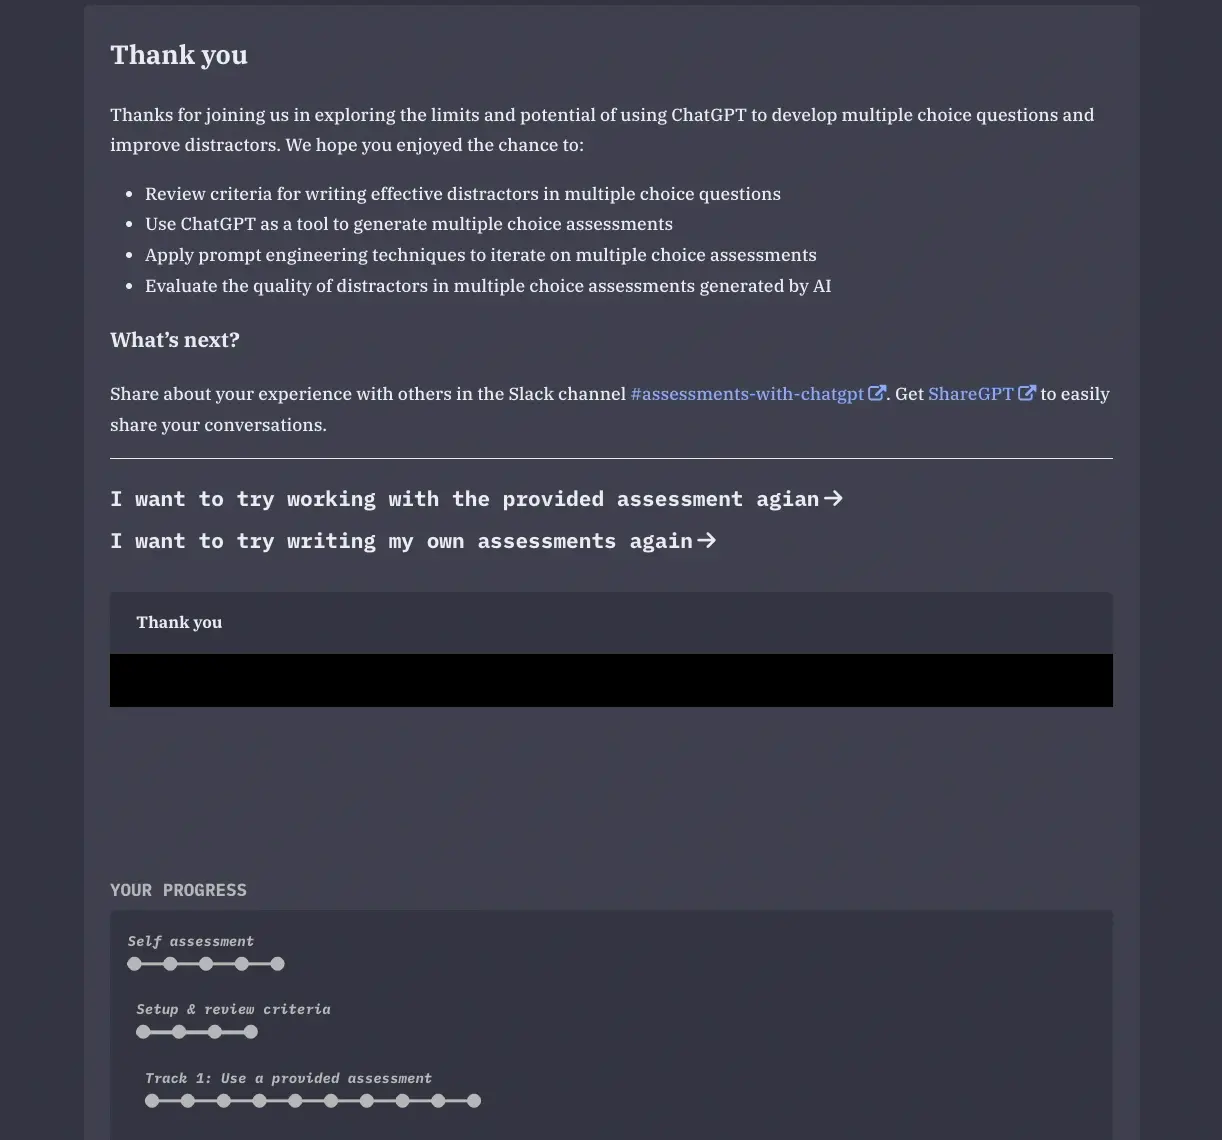 Thank you
Thanks for joining us in exploring the limits and potential of using ChatGPT to develop multiple choice questions and
improve distractors. We hope you enjoyed the chance to:
• Review criteria for writing effective distractors in multiple choice questions
• Use ChatGPT as a tool to generate multiple choice assessments
• Apply prompt engineering techniques to iterate on multiple choice assessments
• Evaluate the quality of distractors in multiple choice assessments generated by AI
What’s next?
Share about your experience with others in the Slack channel #assessments-with-chatgpt. Get ShareGPT to easily
share your conversations.
I want to try working with the provided assessment agian→
I want to try writing my own assessments again→
Thank you
YOUR PROGRESS
Self assessment
Setup & review criteria
Track 1: Use a provided assessment